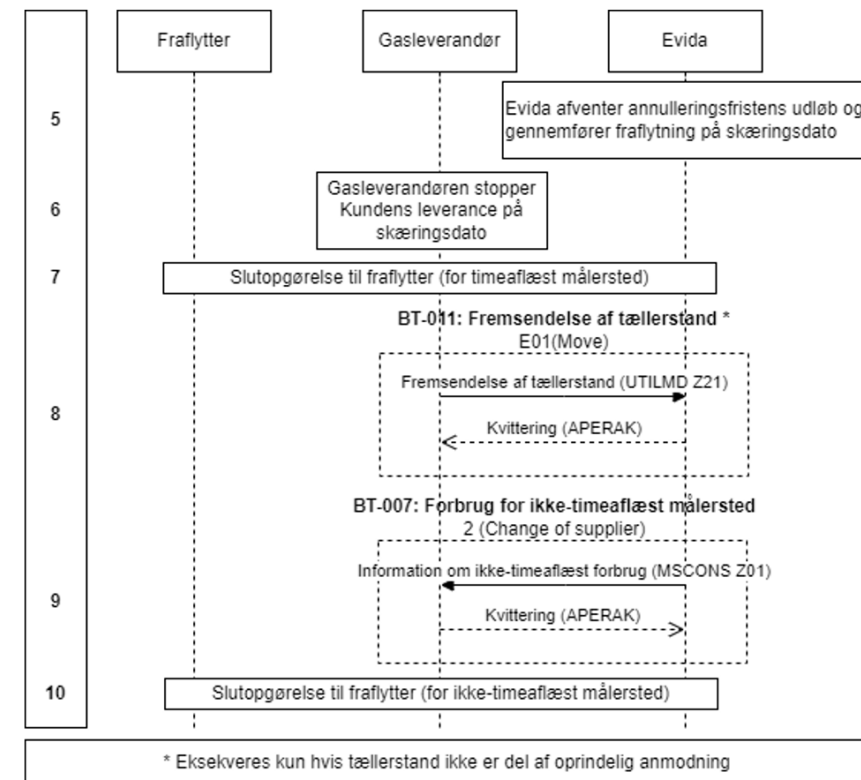 Fraflytter
Gasleverandør
Evida
5
Evida afventer annulleringsfristens udløb og
gennemfører fraflytning på skæringsdato
6
Gasleverandøren stopper
Kundens leverance på
skæringsdato
7
Slutopgørelse til fraflytter (for timeaflæst målersted)
BT-011: Fremsendelse af tællerstand *
E01(Move)
8
Fremsendelse af tællerstand (UTILMD Z21)
Kvittering (APERAK)
BT-007: Forbrug for ikke-timeaflæst målersted
2 (Change of supplier)
9
Information om ikke-timeaflæst forbrug (MSCONS Z01)
Kvittering (APERAK)
10
Slutopgørelse til fraflytter (for ikke-timeaflæst målersted)
* Eksekveres kun hvis tællerstand ikke er del af oprindelig anmodning